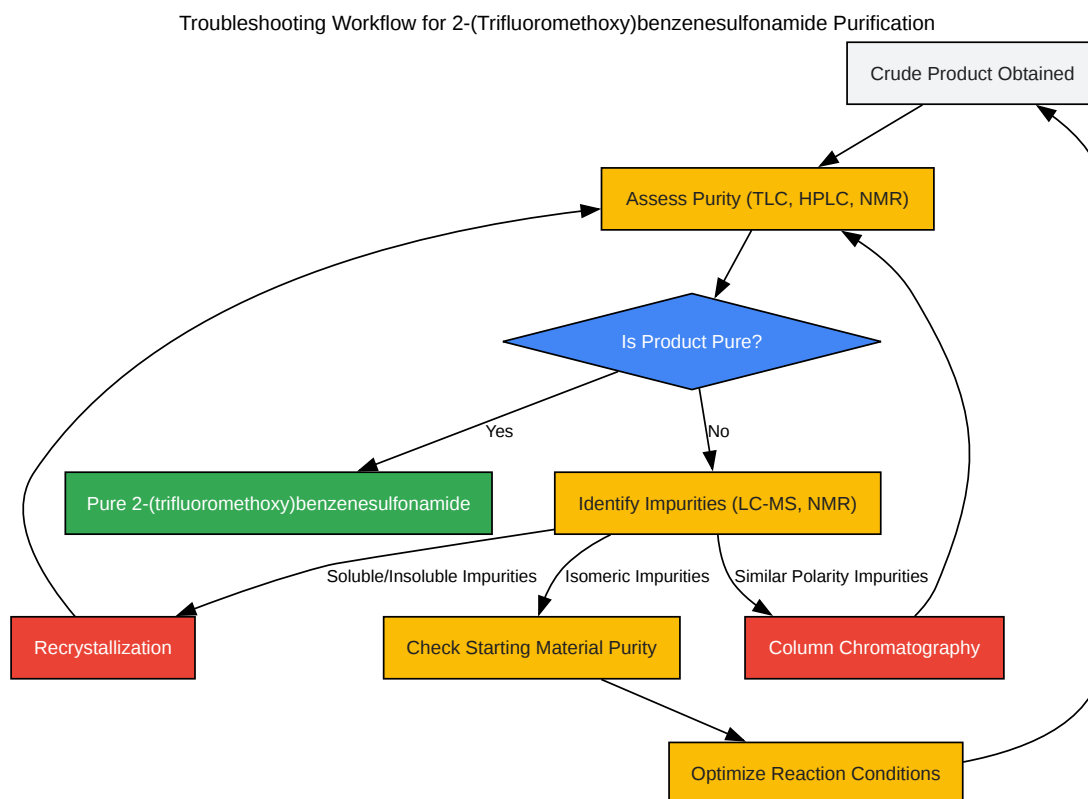 Troubleshooting Workflow for 2-(Trifluoromethoxy)benzenesulfonamide Purification
Crude Product Obtained
Assess Purity (TLC, HPLC, NMR)
Is Product Pure?
Yes
No
Pure 2-(trifluoromethoxy)benzenesulfonamide
Identify Impurities (LC-MS, NMR)
Soluble/Insoluble Impurities
Isomeric Impurities
Similar Polarity Impurities
Recrystallization
Check Starting Material Purity
Column Chromatography
Optimize Reaction Conditions